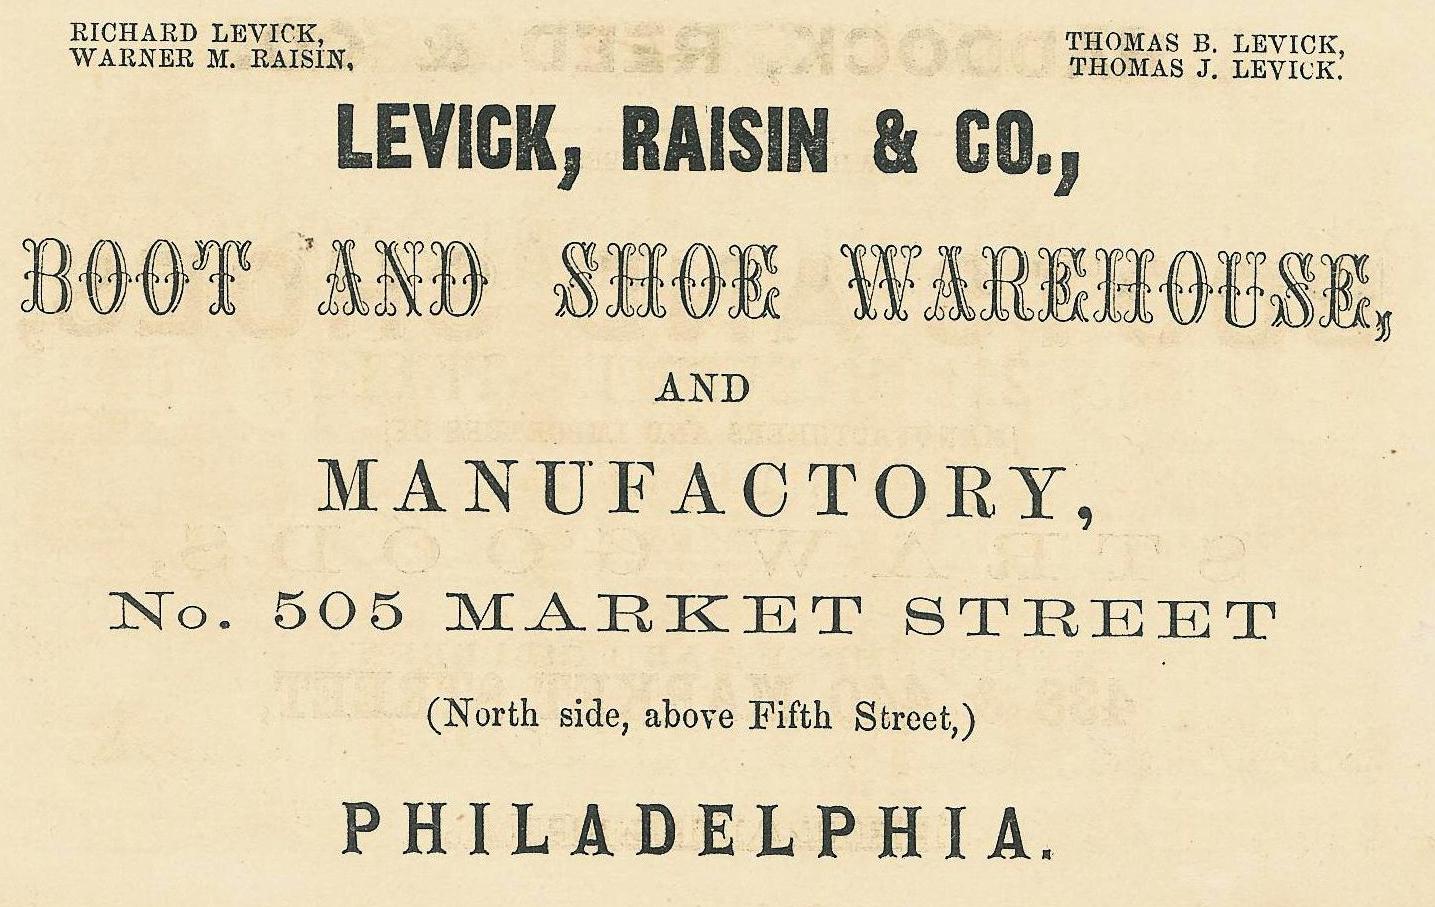 RICHARD LEVICK,
WARNER M. RAISIN,
THOMAS B. LEVICK,
THOMAS J. LEVICK.
LEVICK, RAISIN & CO.,
BOOT AND SHOE WAREHOUSE,
AND
MANUFACTORY,
No. 505 MARKET STREET
(North side, above Fifth Street,)
PHILADELPHIA.